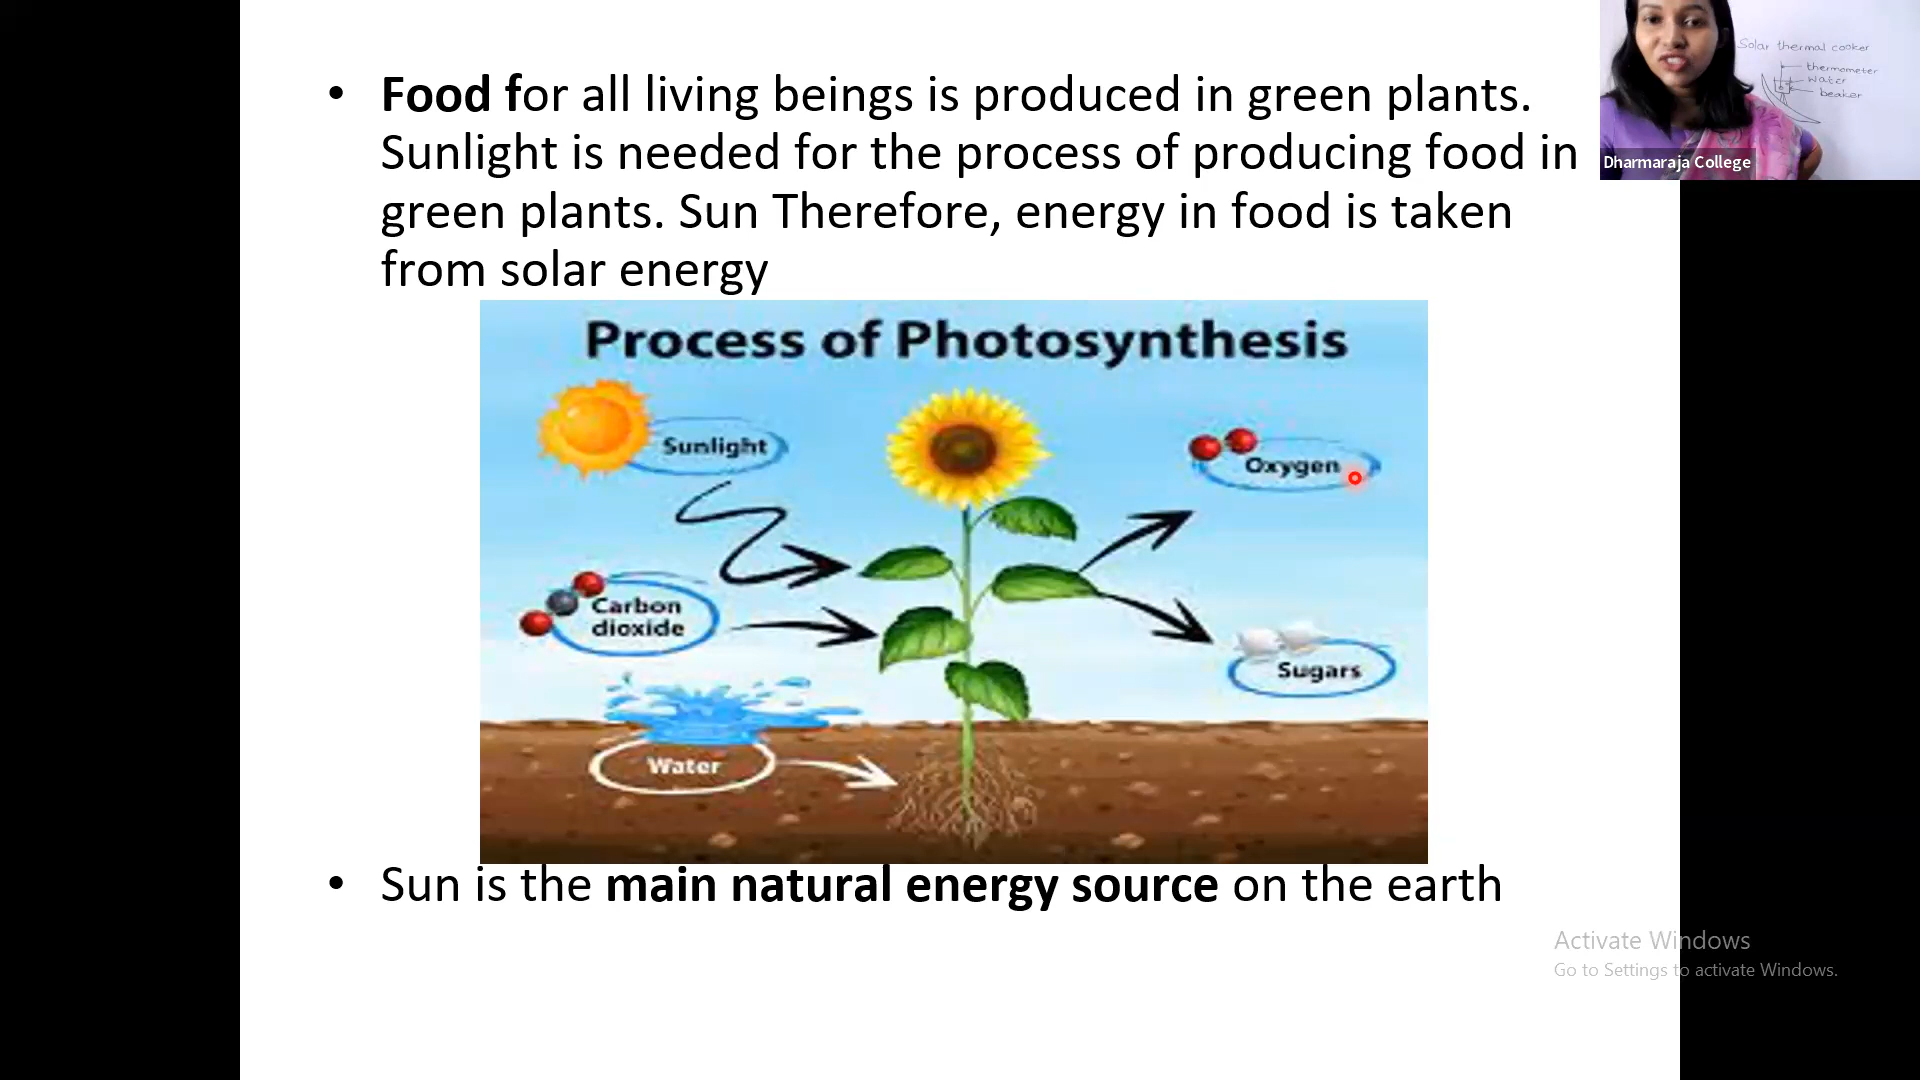 • Food for all living beings is produced in green plants.
Sunlight is needed for the process of producing food in
green plants. Sun Therefore, energy in food is taken
from solar energy
Process of Photosynthesis
Sunlight
Oxygen
Carbon
dioxide
Sugars
Water
• Sun is the main natural energy source on the earth
Solar thermal cooker
thermometer
water
beaker
Dharmaraja College
Activate Windows
Go to Settings to activate Windows.